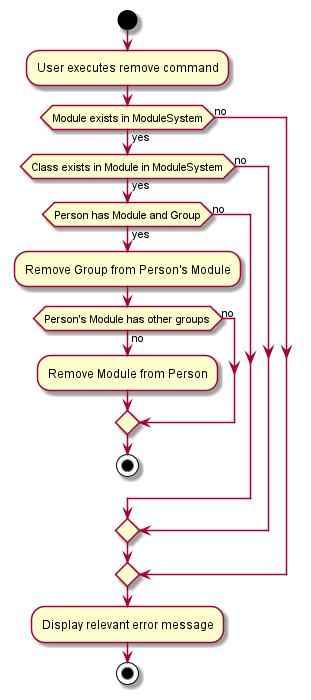 User executes remove command
Module exists in ModuleSystem
no
yes
Class exists in Module in ModuleSystem
no
yes
Person has Module and Group
no
yes
Remove Group from Person's Module
Person's Module has other groups
no
no
Remove Module from Person
Display relevant error message